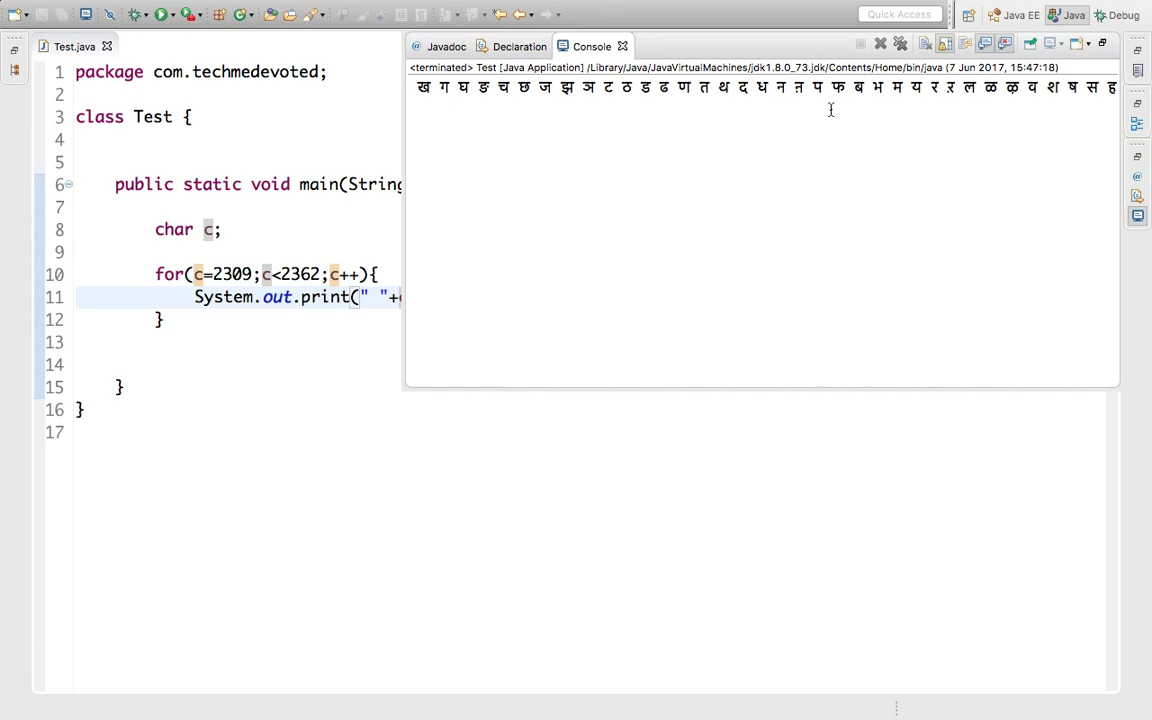 Quick Access
Java EE
Java
Debug
Test.java
1 package com.techmedevoted;
2
3 class Test {
4
5
6 public static void main(String
7
8 char c;
9
10 for(c=2309;c<2362;c++){
11 System.out.print(" "+
12 }
13
14
15 }
16 }
17
@ Javadoc
Declaration
Console
<terminated> Test [Java Application] /Library/Java/JavaVirtualMachines/jdk1.8.0_73.jdk/Contents/Home/bin/java (7 Jun 2017, 15:47:18)
ख ग घ ङ च छ ज झ ञ ट ठ ड ढ ण त थ द ध न ऩ प फ ब भ म य र ऱ ल ळ ऴ व श ष स ह